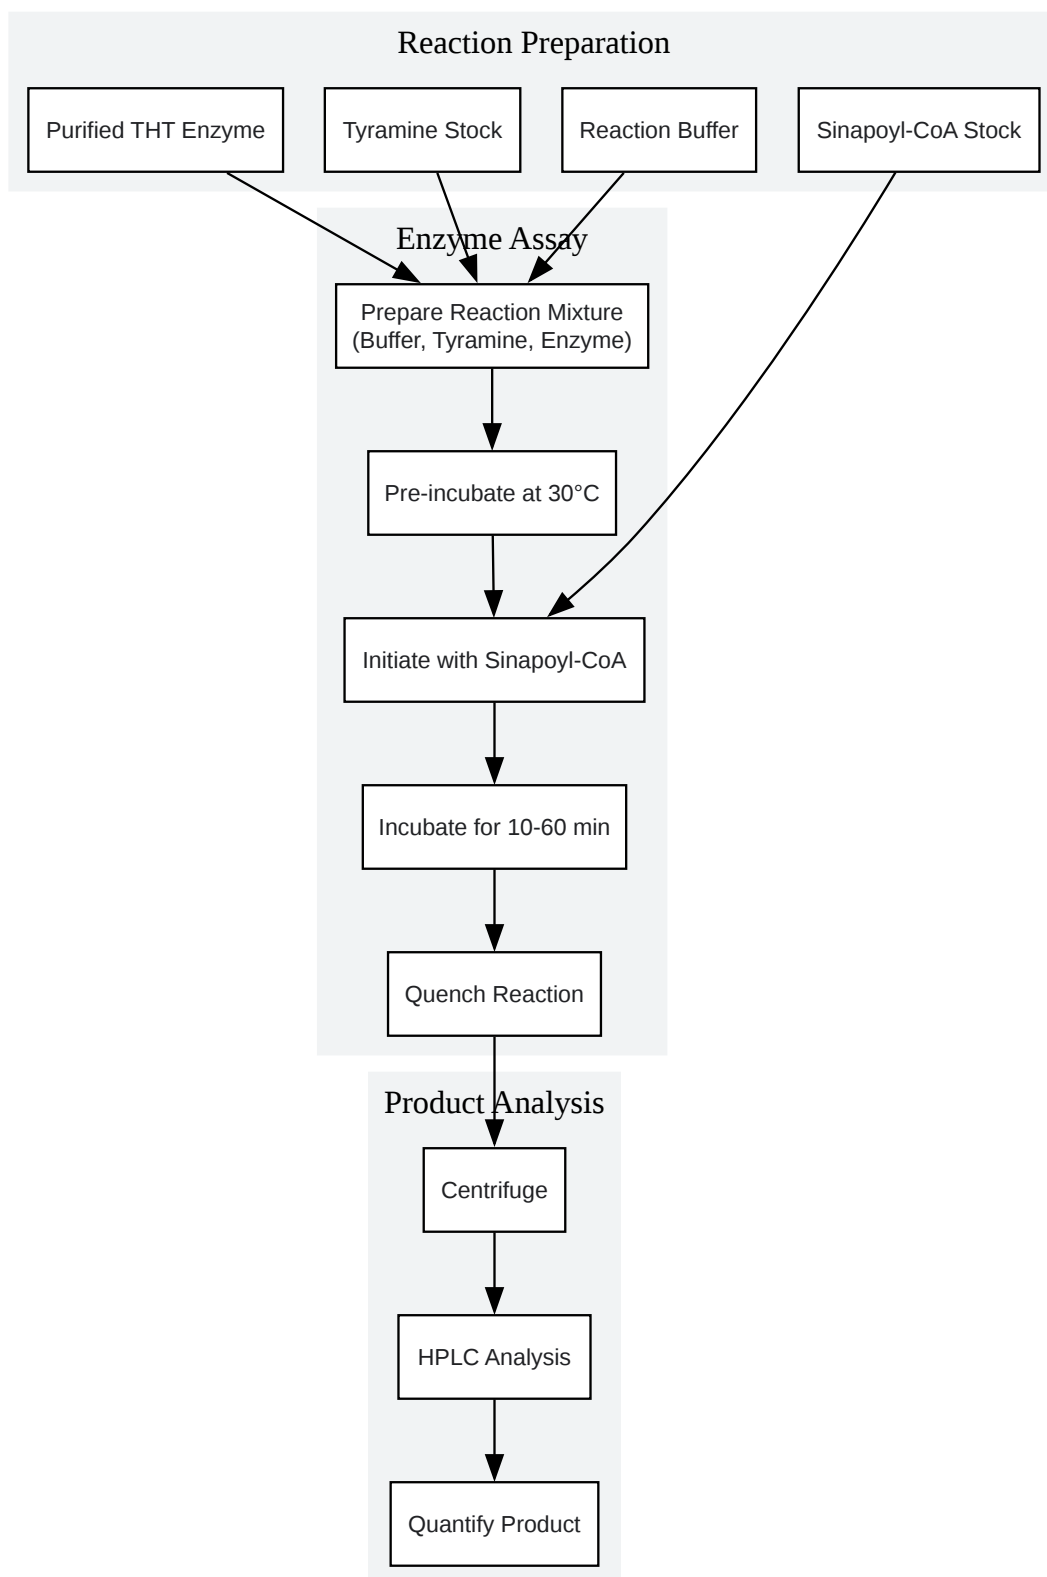 Reaction Preparation
Purified THT Enzyme
Tyramine Stock
Reaction Buffer
Sinapoyl-CoA Stock
Enzyme Assay
Prepare Reaction Mixture
(Buffer, Tyramine, Enzyme)
Pre-incubate at 30°C
Initiate with Sinapoyl-CoA
Incubate for 10-60 min
Quench Reaction
Product Analysis
Centrifuge
HPLC Analysis
Quantify Product